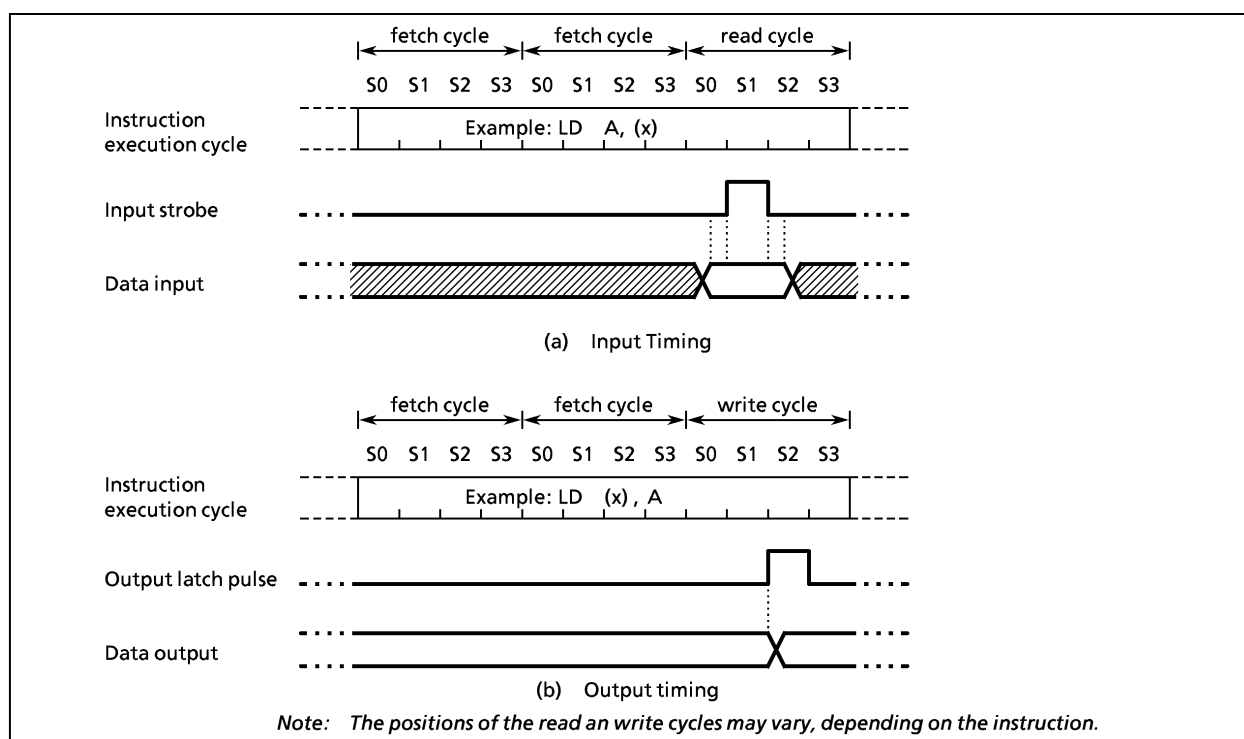 fetch cycle fetch cycle read cycle
S0 S1 S2 S3 S0 S1 S2 S3 S0 S1 S2 S3
Instruction
execution cycle
Example: LD A, (x)
Input strobe
Data input
(a) Input Timing
fetch cycle fetch cycle write cycle
S0 S1 S2 S3 S0 S1 S2 S3 S0 S1 S2 S3
Instruction
execution cycle
Example: LD (x) , A
Output latch pulse
Data output
(b) Output timing
Note: The positions of the read an write cycles may vary, depending on the instruction.